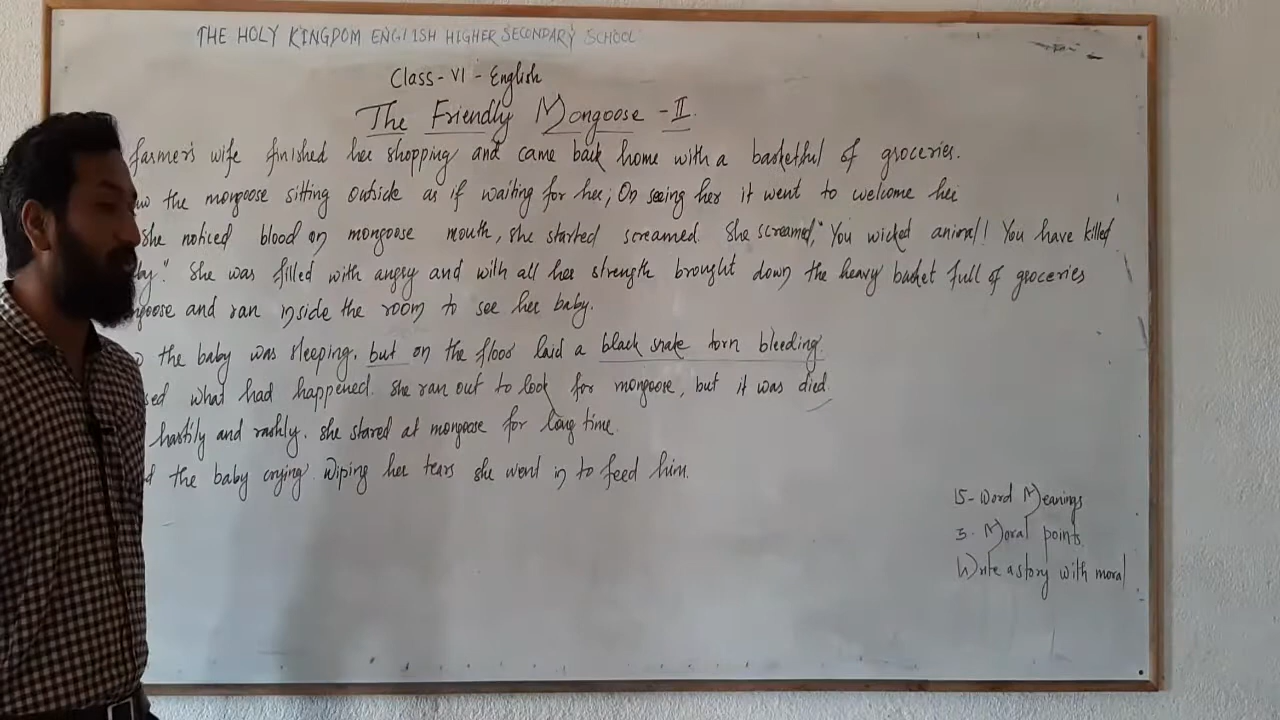 THE HOLY KINGDOM ENGLISH HIGHER SECONDARY SCHOOL
Class-VI - English
The Friendly Mongoose -II
farmer's wife finished her shopping and came back home with a basketful of groceries.
the mongoose sitting outside as if waiting for her; On seeing her it went to welcome her
she noticed blood on mongoose mouth, she started screamed. She screamed, "You wicked animal! You have killed
". She was filled with angry and with all her strength brought down the heavy basket full of groceries
and ran inside the room to see her baby.
the baby was sleeping. but on the floor laid a black snake torn bleeding
what had happened. She ran out to look for mongoose, but it was died.
hastily and rashly. She stared at mongoose for long time.
the baby crying. Wiping her tears she went in to feed him.
15-Word Meanings
3. Moral points
Write a story with moral